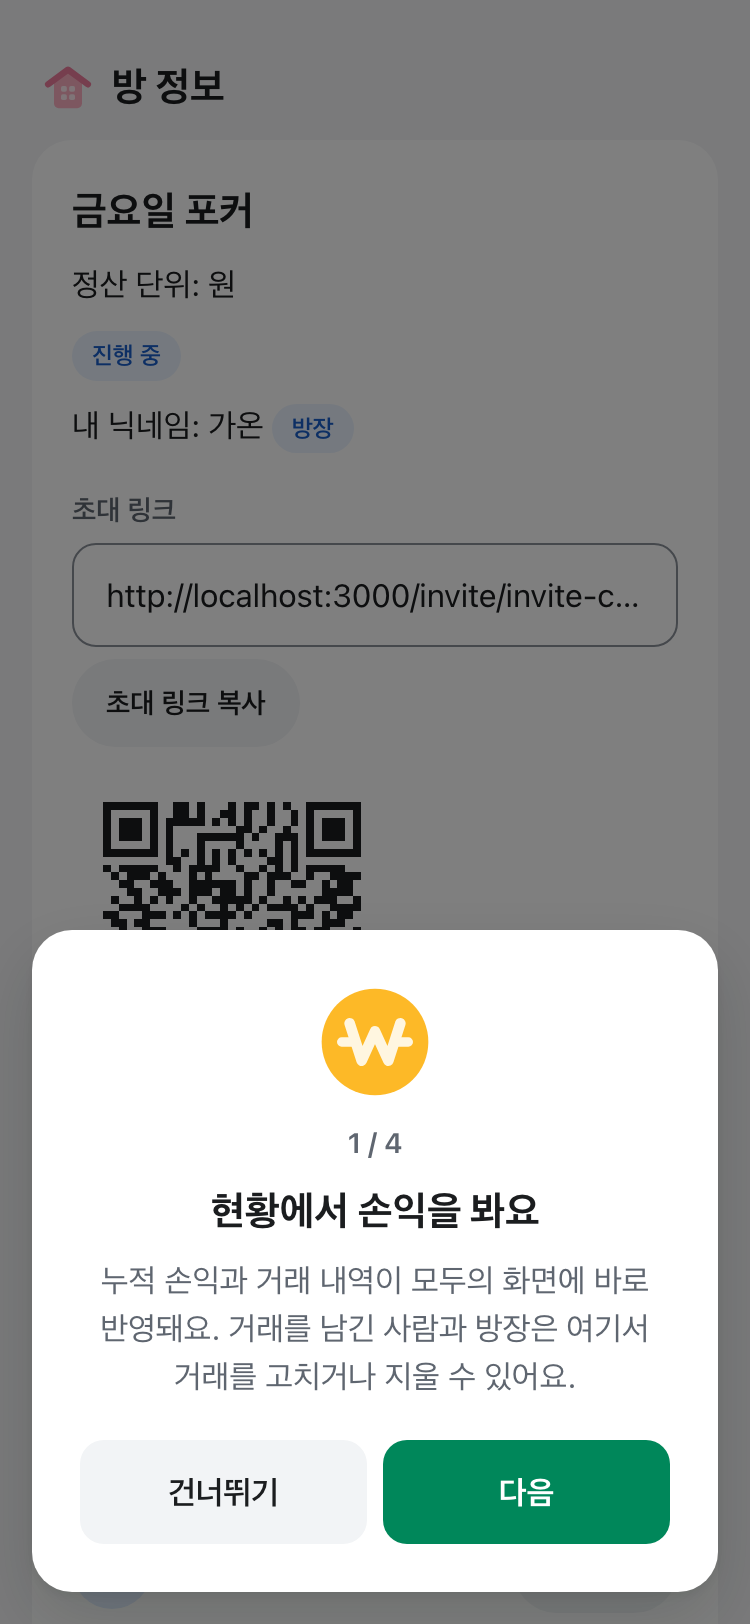 방 정보
금요일 포커
정산 단위: 원
진행 중
내 닉네임: 가온 방장
초대 링크
http://localhost:3000/invite/invite-c...
초대 링크 복사
1 / 4
현황에서 손익을 봐요
누적 손익과 거래 내역이 모두의 화면에 바로
반영돼요. 거래를 남긴 사람과 방장은 여기서
거래를 고치거나 지울 수 있어요.
건너뛰기 다음